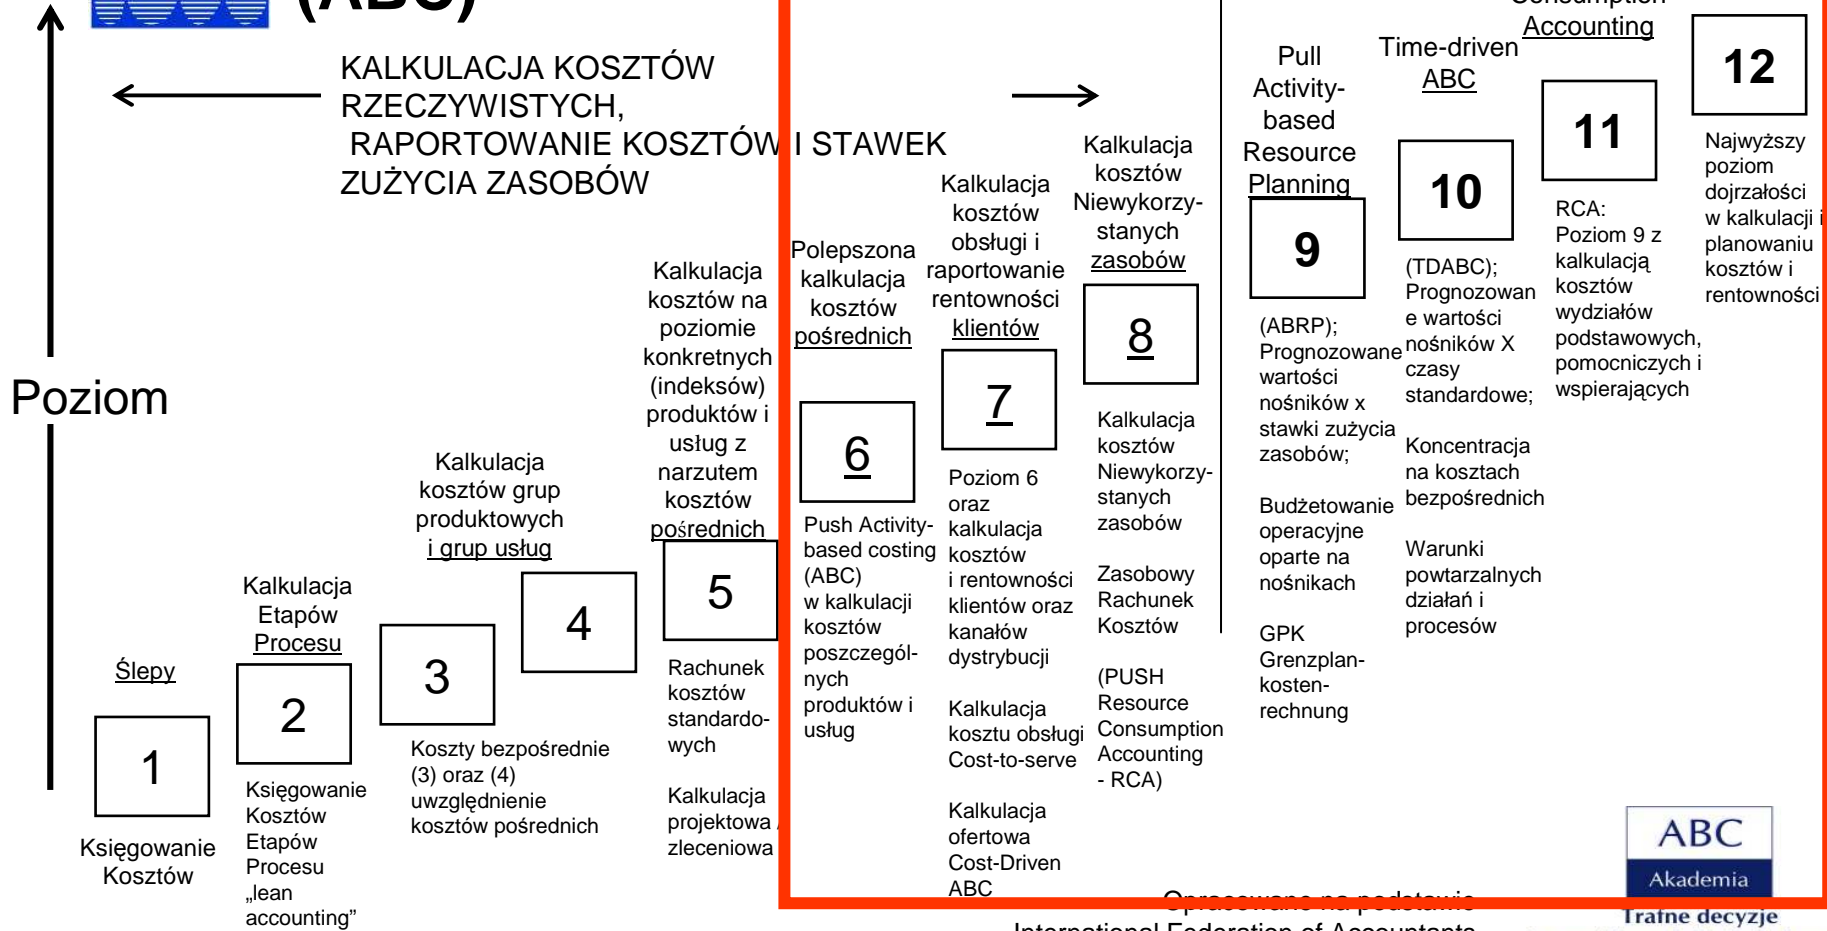 (ABC)
KALKULACJA KOSZTÓW
RZECZYWISTYCH,
RAPORTOWANIE KOSZTÓW I STAWEK
ZUŻYCIA ZASOBÓW
Poziom
Ślepy
1
Księgowanie
Kosztów
Kalkulacja
Etapów
Procesu
2
Księgowanie
Kosztów
Etapów
Procesu
„lean
accounting”
3
Kalkulacja
kosztów grup
produktowych
i grup usług
4
Koszty bezpośrednie
(3) oraz (4)
uwzględnienie
kosztów pośrednich
Kalkulacja
kosztów na
poziomie
konkretnych
(indeksów)
produktów i
usług z
narzutem
kosztów
pośrednich
5
Rachunek
kosztów
standardo-
wych
Kalkulacja
projektowa /
zleceniowa
Polepszona
kalkulacja
kosztów
pośrednich
6
Push Activity-
based costing
(ABC)
w kalkulacji
kosztów
poszczegól-
nych
produktów i
usług
Kalkulacja
kosztów
obsługi i
raportowanie
rentowności
klientów
7
Poziom 6
oraz
kalkulacja
kosztów
i rentowności
klientów oraz
kanałów
dystrybucji
Kalkulacja
kosztu obsługi
Cost-to-serve
Kalkulacja
ofertowa
Cost-Driven
ABC
Kalkulacja
kosztów
Niewykorzy-
stanych
zasobów
8
Kalkulacja
kosztów
Niewykorzy-
stanych
zasobów
Zasobowy
Rachunek
Kosztów
(PUSH
Resource
Consumption
Accounting
- RCA)
Pull
Activity-
based
Resource
Planning
9
(ABRP);
Prognozowane
wartości
nośników x
stawki zużycia
zasobów;
Budżetowanie
operacyjne
oparte na
nośnikach
GPK
Grenzplan-
kosten-
rechnung
Time-driven
ABC
10
(TDABC);
Prognozowan
e wartości
nośników X
czasy
standardowe;
Koncentracja
na kosztach
bezpośrednich
Warunki
powtarzalnych
działań i
procesów
Consumption
Accounting
11
RCA:
Poziom 9 z
kalkulacją
kosztów
wydziałów
podstawowych,
pomocniczych i
wspierających
12
Najwyższy
poziom
dojrzałości
w kalkulacji i
planowaniu
kosztów i
rentowności
Opracowane na podstawie
International Federation of Accountants
ABC
Akademia
Trafne decyzje